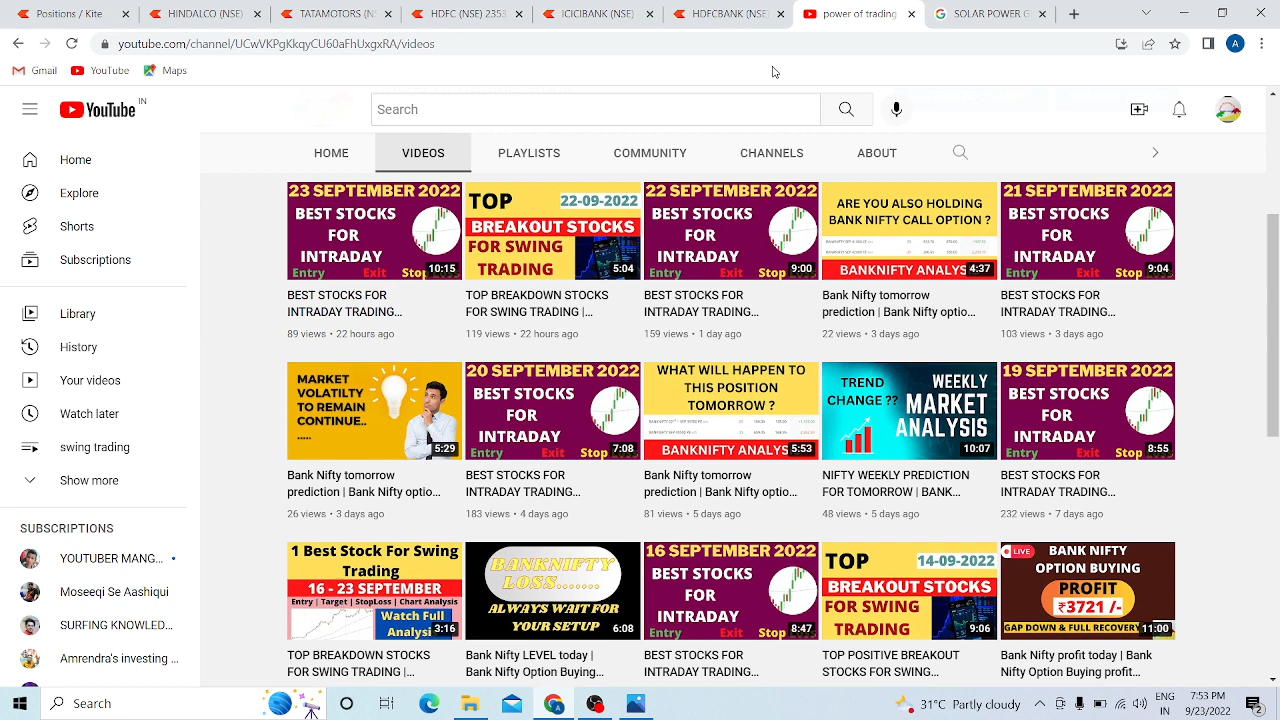 HINDALCO (NSE)
TATAMOTORS (N
HDFC (NSE) 2353
ICICIBANK (NSE)
HDFCBANK (NSE
power of trading
SOLAR POWER G
youtube.com/channel/UCwVKPgKkqyCU60aFhUgxRA/videos
A
Gmail
YouTube
Maps
YouTube IN
Search
HOME
VIDEOS
PLAYLISTS
COMMUNITY
CHANNELS
ABOUT
Home
Explore
Shorts
Subscriptions
Library
History
Your videos
Watch later
swing trading
Show more
SUBSCRIPTIONS
YOUTUBER MANG...
Mosaqqi Se Aashiqui
SURFING KNOWLED...
Amrendra's investing ...
23 SEPTEMBER 2022
BEST STOCKS
FOR
INTRADAY
Entry Exit Stop
10:15
BEST STOCKS FOR
INTRADAY TRADING...
89 views • 22 hours ago
TOP 22-09-2022
BREAKOUT STOCKS
FOR SWING
TRADING
5:04
TOP BREAKDOWN STOCKS
FOR SWING TRADING |...
119 views • 22 hours ago
22 SEPTEMBER 2022
BEST STOCKS
FOR
INTRADAY
Entry Exit Stop
9:00
BEST STOCKS FOR
INTRADAY TRADING...
159 views • 1 day ago
ARE YOU ALSO HOLDING
BANK NIFTY CALL OPTION ?
BANKNIFTY ANALYS
4:37
Bank Nifty tomorrow
prediction | Bank Nifty optio...
22 views • 3 days ago
21 SEPTEMBER 2022
BEST STOCKS
FOR
INTRADAY
Entry Exit Stop
9:04
BEST STOCKS FOR
INTRADAY TRADING...
103 views • 3 days ago
MARKET
VOLATILTY
TO REMAIN
CONTINUE..
.....
5:29
Bank Nifty tomorrow
prediction | Bank Nifty optio...
26 views • 3 days ago
20 SEPTEMBER 2022
BEST STOCKS
FOR
INTRADAY
Entry Exit Stop
7:08
BEST STOCKS FOR
INTRADAY TRADING...
183 views • 4 days ago
WHAT WILL HAPPEN TO
THIS POSITION
TOMORROW ?
BANKNIFTY ANALYS
5:53
Bank Nifty tomorrow
prediction | Bank Nifty optio...
81 views • 5 days ago
TREND
CHANGE ??
WEEKLY
MARKET
ANALYSIS
10:07
NIFTY WEEKLY PREDICTION
FOR TOMORROW | BANK...
48 views • 5 days ago
19 SEPTEMBER 2022
BEST STOCKS
FOR
INTRADAY
Entry Exit Stop
8:55
BEST STOCKS FOR
INTRADAY TRADING...
232 views • 7 days ago
1 Best Stock For Swing
Trading
16 - 23 SEPTEMBER
Entry | Target | StopLoss | Chart Analysis
Watch Full
Analysi
3:16
TOP BREAKDOWN STOCKS
FOR SWING TRADING |
BANKNIFTY
LOSS.......
ALWAYS WAIT FOR
YOUR SETUP
6:08
Bank Nifty LEVEL today |
Bank Nifty Option Buying
16 SEPTEMBER 2022
BEST STOCKS
FOR
INTRADAY
Entry Exit Stop
8:47
BEST STOCKS FOR
INTRADAY TRADING...
TOP 14-09-2022
BREAKOUT STOCKS
FOR SWING
TRADING
9:06
TOP POSITIVE BREAKOUT
STOCKS FOR SWING...
LIVE
BANK NIFTY
OPTION BUYING
PROFIT
₹3721 /-
GAP DOWN & FULL RECOVERY
11:00
Bank Nifty profit today | Bank
Nifty Option Buying profit...
Search
31°C Partly cloudy
ENG
IN
7:53 PM
9/23/2022
2